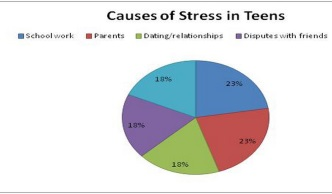 Causes of Stress in Teens
School work Parents Dating/relationships Disputes with friends
18% 23%
18% 23%
18%